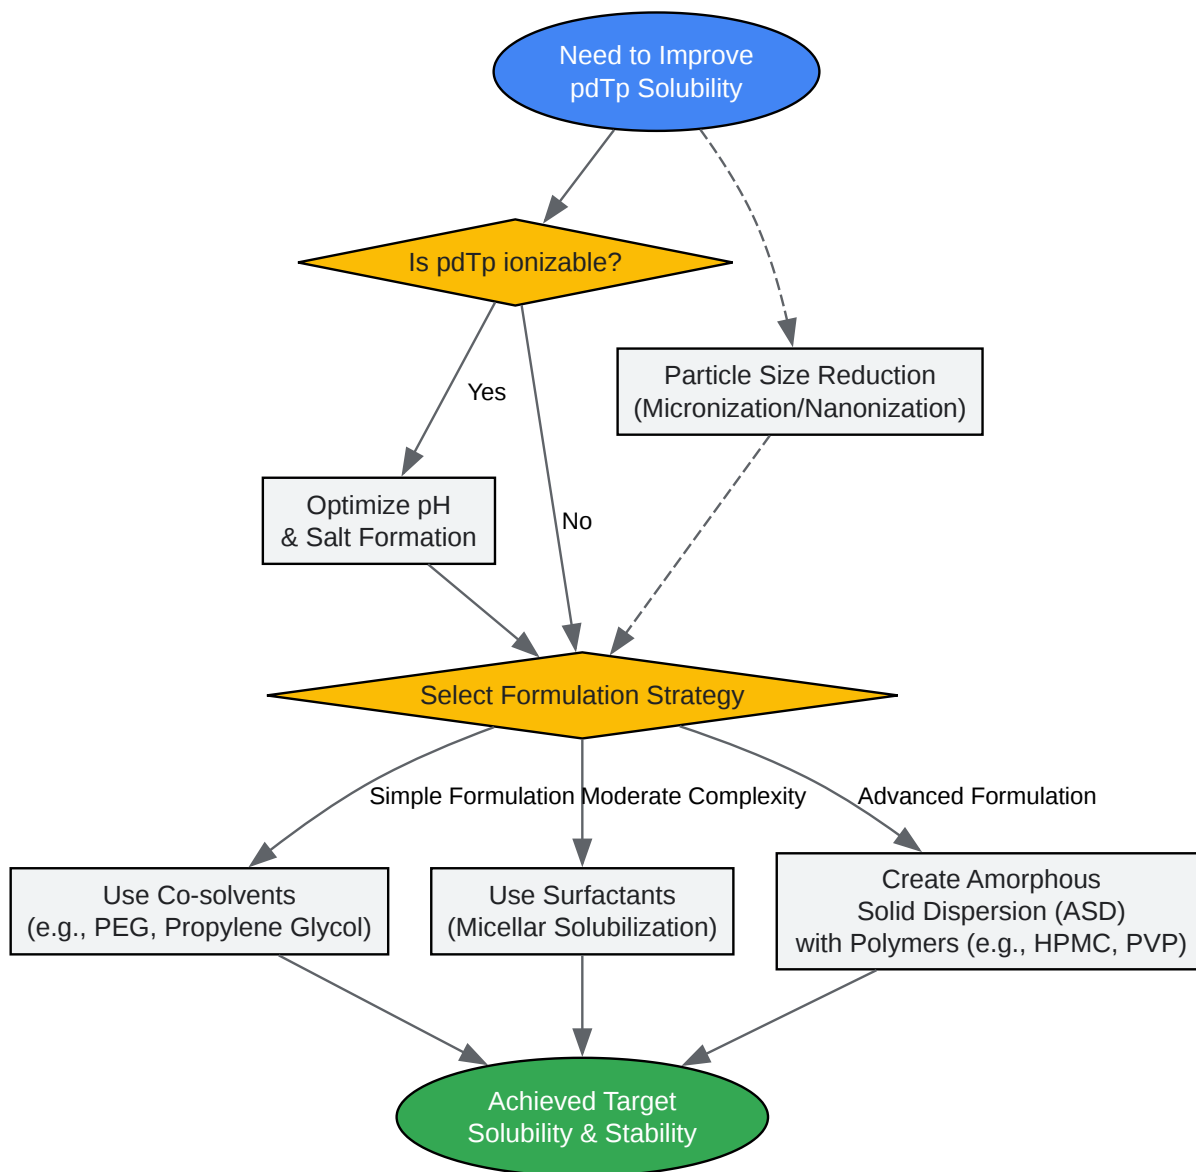 Need to Improve
pdTp Solubility
Is pdTp ionizable?
Particle Size Reduction
(Micronization/Nanonization)
Yes
Optimize pH
& Salt Formation
No
Select Formulation Strategy
Simple Formulation
Moderate Complexity
Advanced Formulation
Use Co-solvents
(e.g., PEG, Propylene Glycol)
Use Surfactants
(Micellar Solubilization)
Create Amorphous
Solid Dispersion (ASD)
with Polymers (e.g., HPMC, PVP)
Achieved Target
Solubility & Stability